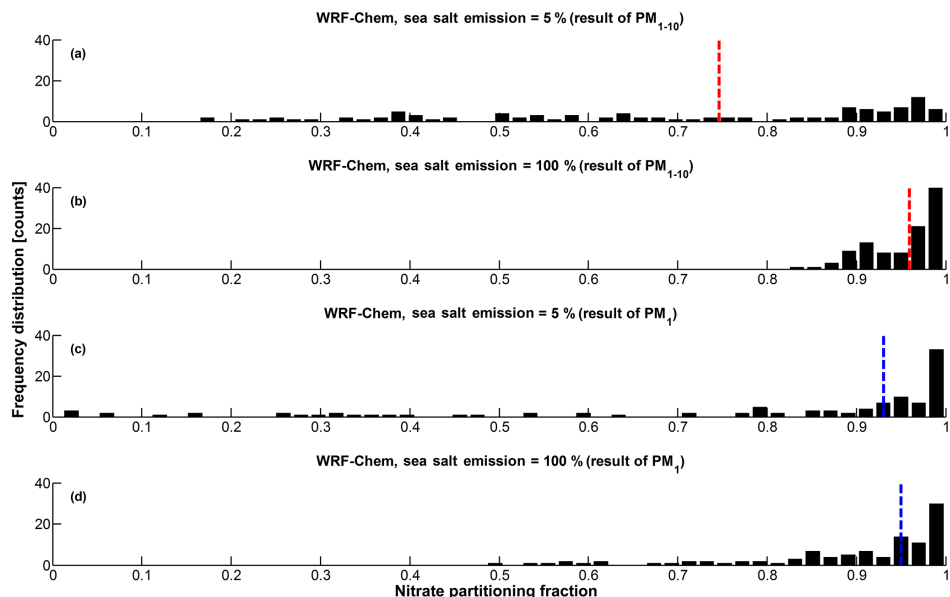 WRF-Chem, sea salt emission = 5 % (result of PM1-10)
40
(a)
20
0
0 0.1 0.2 0.3 0.4 0.5 0.6 0.7 0.8 0.9 1
WRF-Chem, sea salt emission = 100 % (result of PM1-10)
40
(b)
20
0
0 0.1 0.2 0.3 0.4 0.5 0.6 0.7 0.8 0.9 1
Frequency distribution [counts]
WRF-Chem, sea salt emission = 5 % (result of PM1)
40
(c)
20
0
0 0.1 0.2 0.3 0.4 0.5 0.6 0.7 0.8 0.9 1
WRF-Chem, sea salt emission = 100 % (result of PM1)
40
(d)
20
0
0 0.1 0.2 0.3 0.4 0.5 0.6 0.7 0.8 0.9 1
Nitrate partitioning fraction